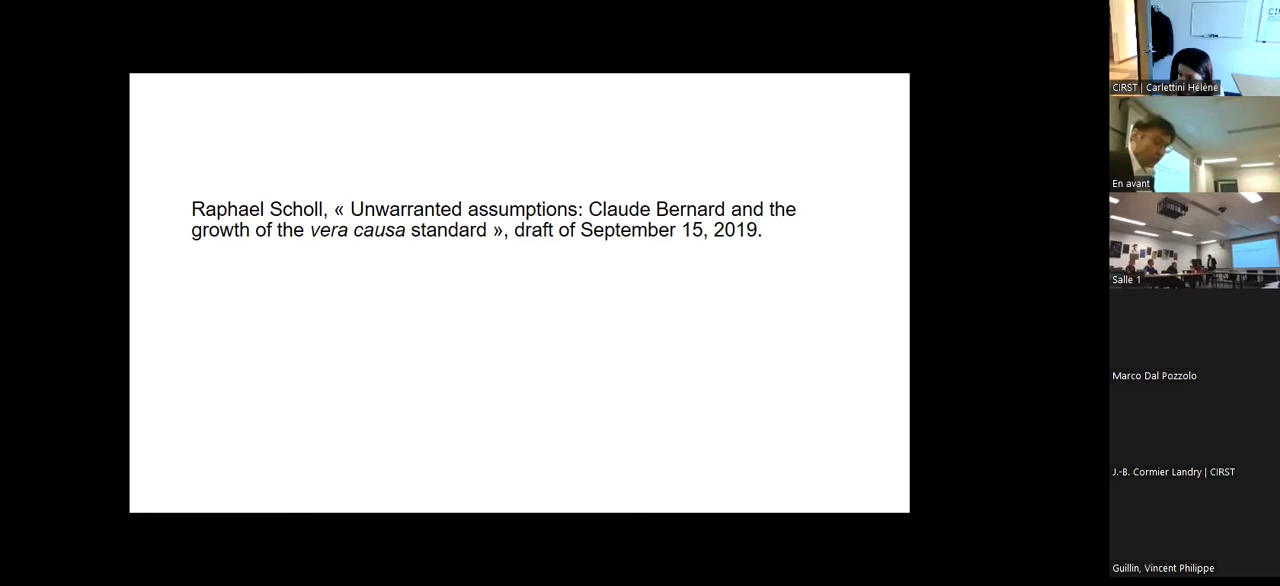 Raphael Scholl, « Unwarranted assumptions: Claude Bernard and the
growth of the vera causa standard », draft of September 15, 2019.
CIRST | Carlettini Hélène
En avant
Salle 1
Marco Dal Pozzolo
J.-B. Cormier Landry | CIRST
Guillin, Vincent Philippe